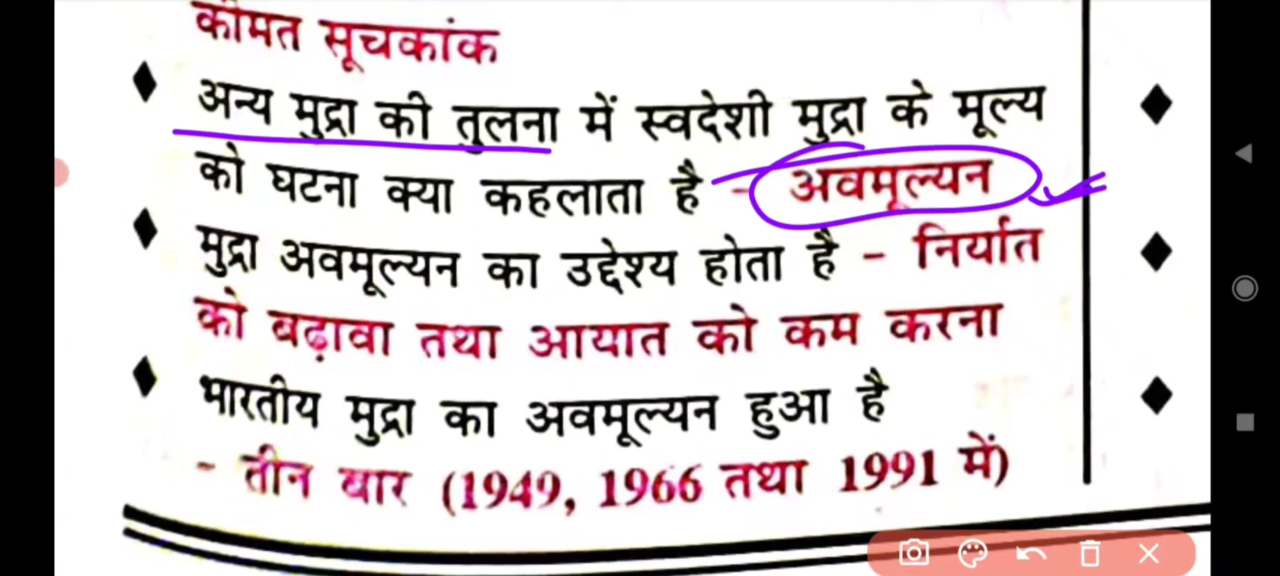 कीमत सूचकांक
♦ अन्य मुद्रा की तुलना में स्वदेशी मुद्रा के मूल्य
को घटना क्या कहलाता है - अवमूल्यन
♦ मुद्रा अवमूल्यन का उद्देश्य होता है - निर्यात
को बढ़ावा तथा आयात को कम करना
♦ भारतीय मुद्रा का अवमूल्यन हुआ है
- तीन बार (1949, 1966 तथा 1991 में)